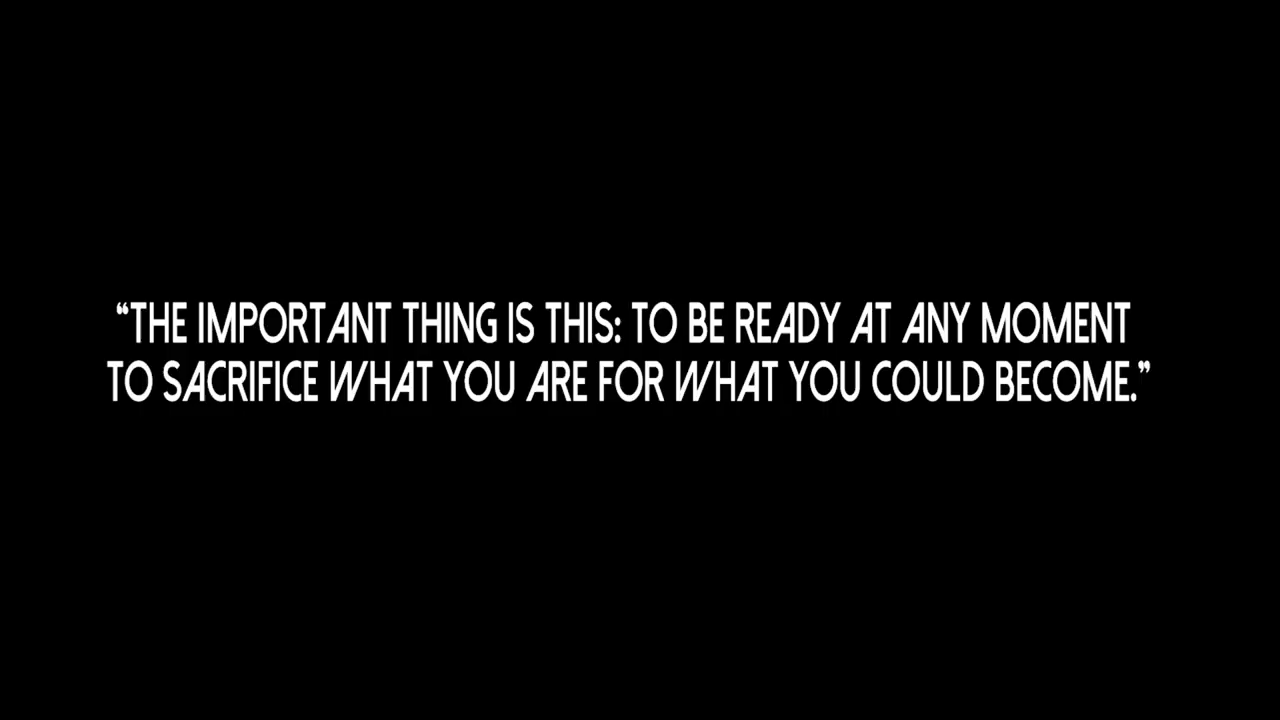 “THE IMPORTANT THING IS THIS: TO BE READY AT ANY MOMENT
TO SACRIFICE WHAT YOU ARE FOR WHAT YOU COULD BECOME.”